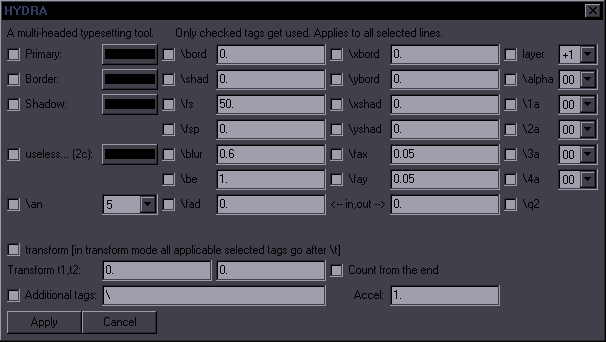 HYDRA
A multi-headed typesetting tool. Only checked tags get used. Applies to all selected lines.
Primary: \bord 0. \xbord 0. layer +1
Border: \shad 0. \ybord 0. \alpha 00
Shadow: \fs 50. \xshad 0. \1a 00
\fsp 0. \yshad 0. \2a 00
useless... (2c): \blur 0.6 \fax 0.05 \3a 00
\be 1. \fay 0.05 \4a 00
\an 5 \fad 0. <-- in,out --> 0. \q2
transform [in transform mode all applicable selected tags go after \t]
Transform t1,t2: 0. 0. Count from the end
Additional tags: \ Accel: 1.
Apply Cancel